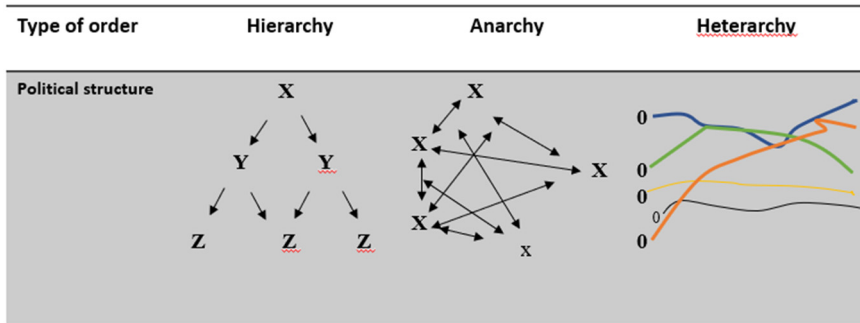 Type of order Hierarchy Anarchy Heterarchy
Political structure X X
0
X
0
Y Y X
0
0
X
Z Z Z x 0